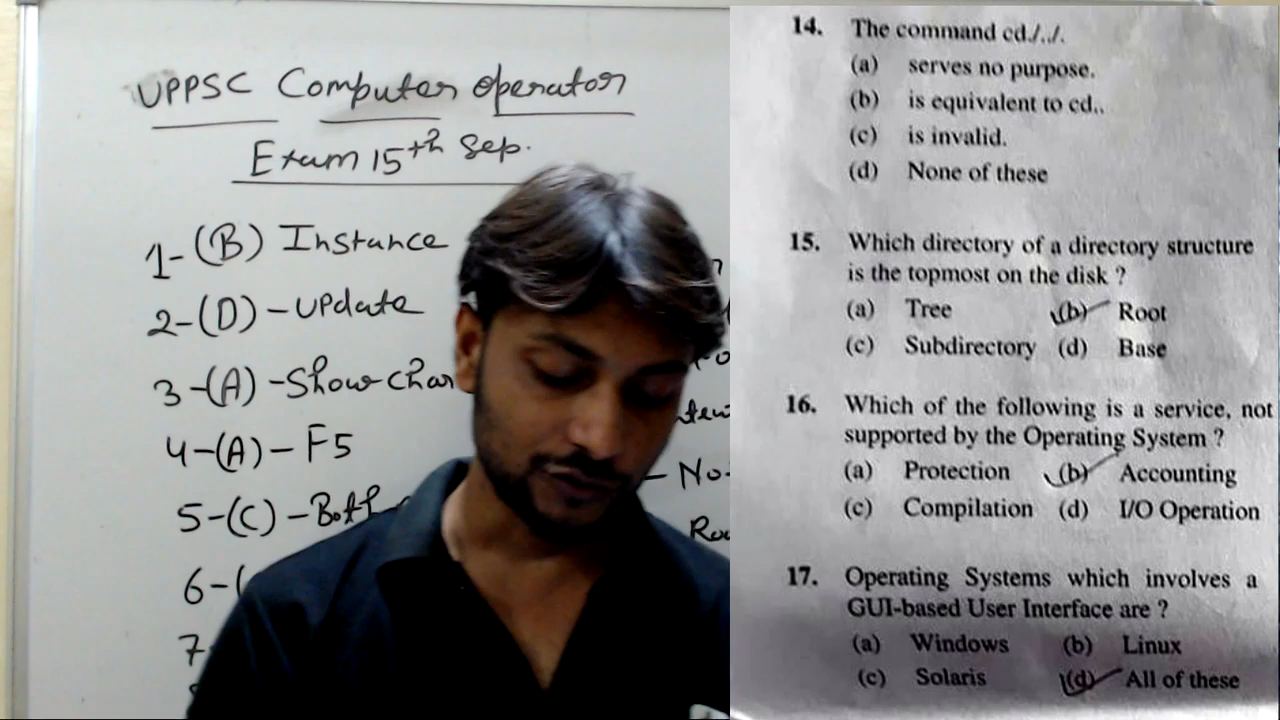 UPPSC Computer operator
Exam 15th Sep.
1-(B) Instance
2-(D)-Update
3-(A)-Show char
4-(A)-F5
5-(C)-Both
6-(
7-
No-
14. The command cd./../.
(a) serves no purpose.
(b) is equivalent to cd..
(c) is invalid.
(d) None of these
15. Which directory of a directory structure
is the topmost on the disk ?
(a) Tree (b) Root
(c) Subdirectory (d) Base
16. Which of the following is a service, not
supported by the Operating System ?
(a) Protection (b) Accounting
(c) Compilation (d) I/O Operation
17. Operating Systems which involves a
GUI-based User Interface are ?
(a) Windows (b) Linux
(c) Solaris (d) All of these